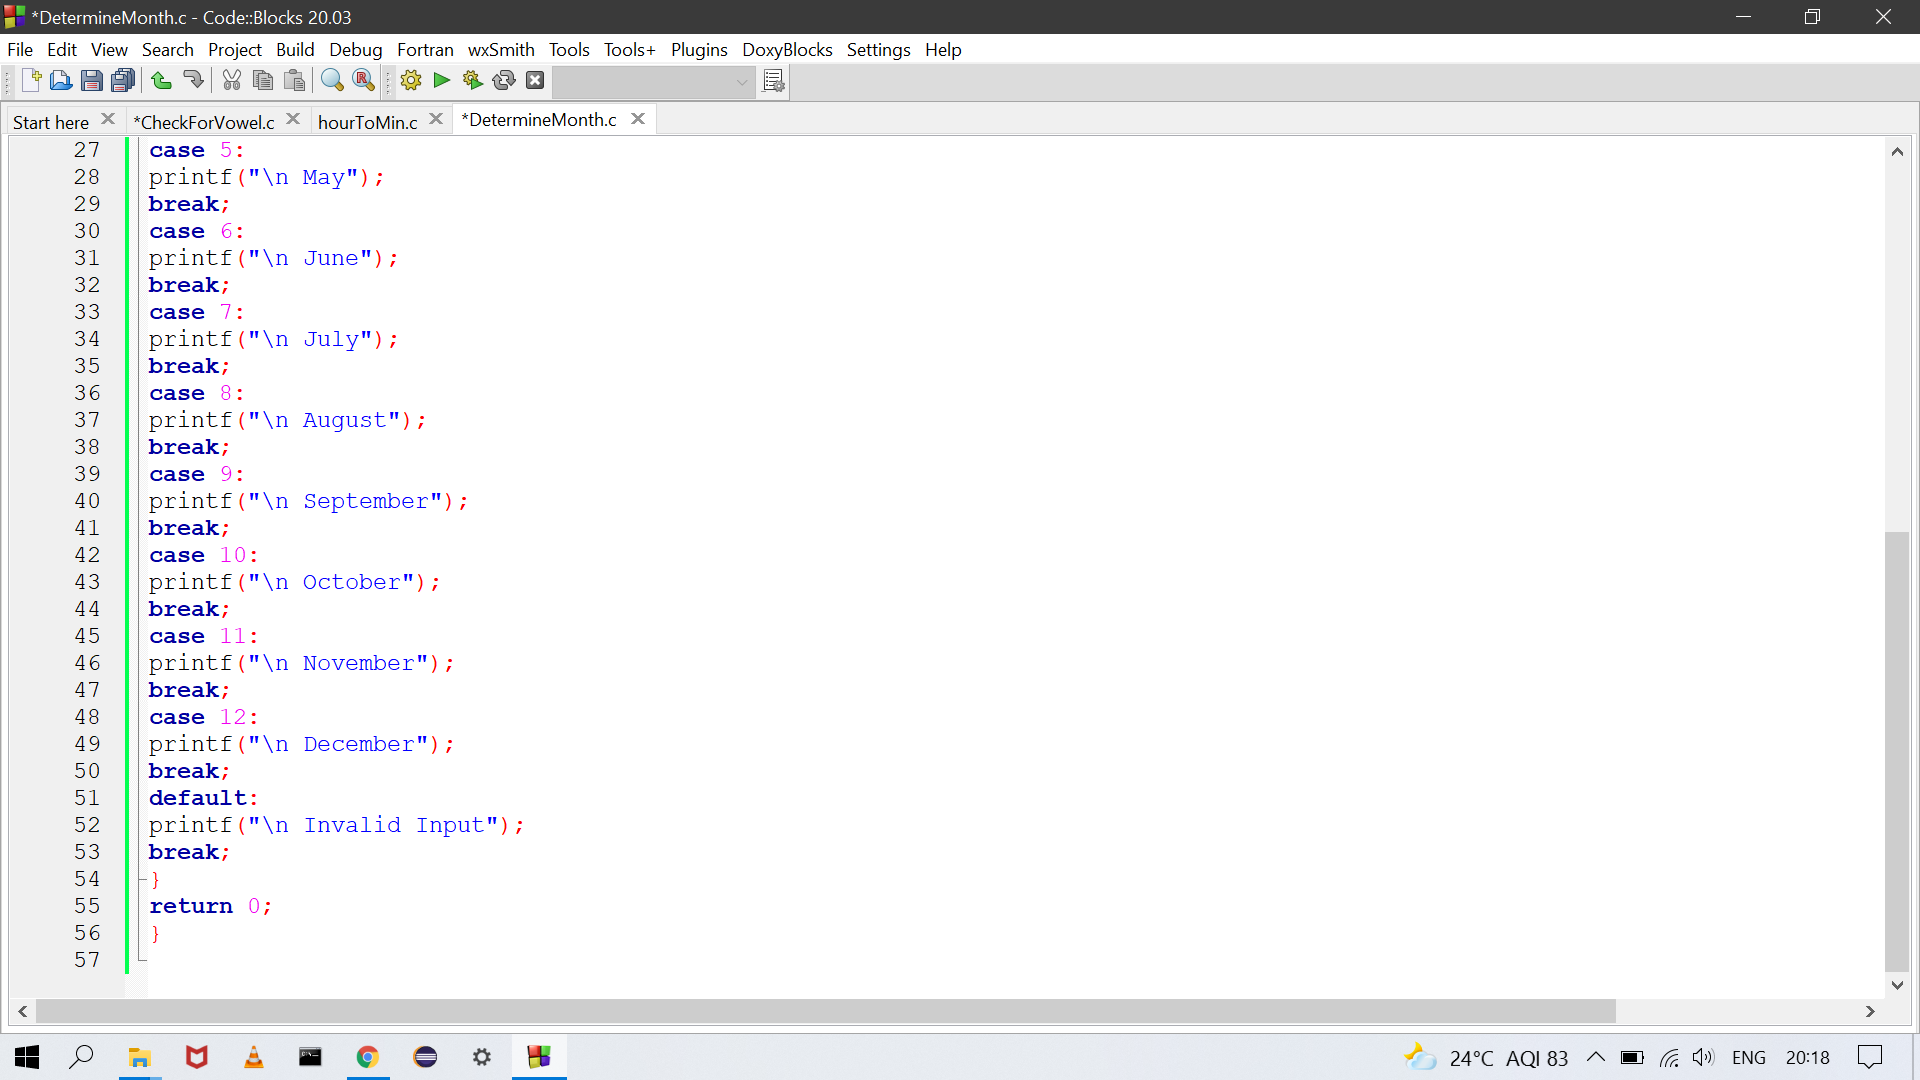 *DetermineMonth.c - Code::Blocks 20.03
File Edit View Search Project Build Debug Fortran wxSmith Tools Tools+ Plugins DoxyBlocks Settings Help
Start here *CheckForVowel.c hourToMin.c *DetermineMonth.c
27 case 5:
28 printf("\n May");
29 break;
30 case 6:
31 printf("\n June");
32 break;
33 case 7:
34 printf("\n July");
35 break;
36 case 8:
37 printf("\n August");
38 break;
39 case 9:
40 printf("\n September");
41 break;
42 case 10:
43 printf("\n October");
44 break;
45 case 11:
46 printf("\n November");
47 break;
48 case 12:
49 printf("\n December");
50 break;
51 default:
52 printf("\n Invalid Input");
53 break;
54 }
55 return 0;
56 }
57
24°C AQI 83 ENG 20:18